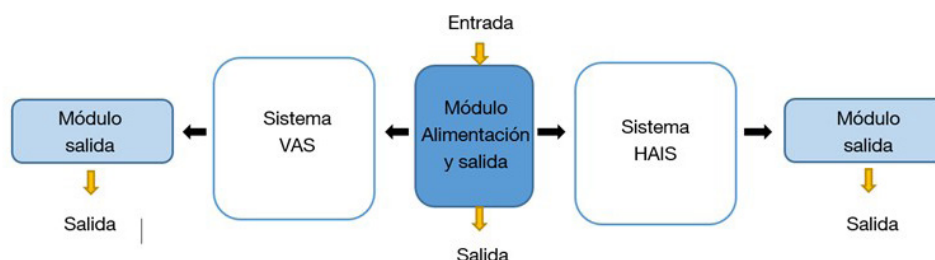 Entrada
Módulo
salida
Sistema
VAS
Módulo
Alimentación
y salida
Sistema
HAIS
Módulo
salida
Salida
Salida
Salida